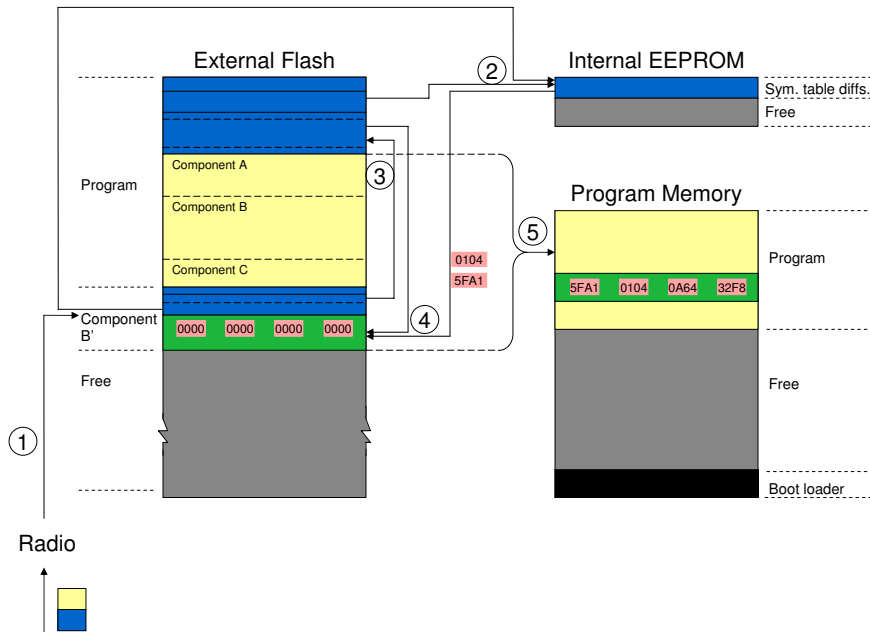 External Flash
Internal EEPROM
2
Sym. table diffs.
Free
Component A
3
Program
Component B
Program Memory
5
Component C
0104
5FA1
Program
5FA1 0104 0A64 32F8
Component
B'
0000 0000 0000 0000
4
Free
Free
1
Boot loader
Radio